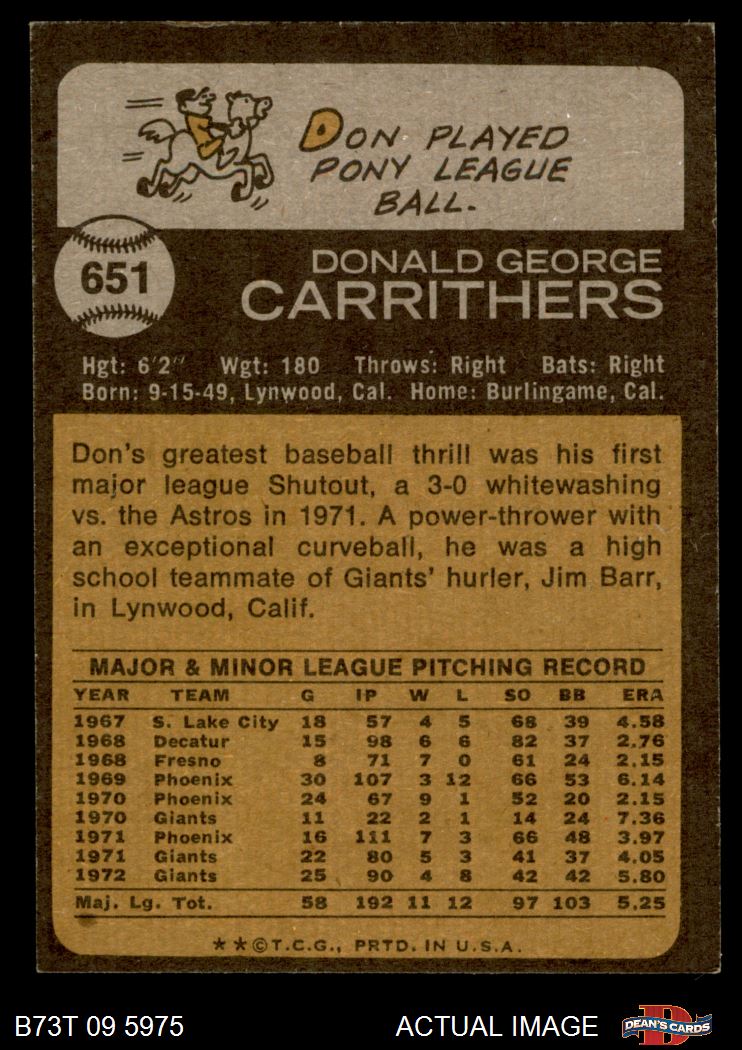 DON PLAYED
PONY LEAGUE
BALL.
651
DONALD GEORGE
CARRITHERS
Hgt: 6'2" Wgt: 180 Throws: Right Bats: Right
Born: 9-15-49, Lynwood, Cal. Home: Burlingame, Cal.
Don's greatest baseball thrill was his first
major league Shutout, a 3-0 whitewashing
vs. the Astros in 1971. A power-thrower with
an exceptional curveball, he was a high
school teammate of Giants' hurler, Jim Barr,
in Lynwood, Calif.
MAJOR & MINOR LEAGUE PITCHING RECORD
YEAR TEAM G IP W L SO BB ERA
1967 S. Lake City 18 57 4 5 68 39 4.58
1968 Decatur 15 98 6 6 82 37 2.76
1968 Fresno 8 71 7 0 61 24 2.15
1969 Phoenix 30 107 3 12 66 53 6.14
1970 Phoenix 24 67 9 1 52 20 2.15
1970 Giants 11 22 2 1 14 24 7.36
1971 Phoenix 16 111 7 3 66 48 3.97
1971 Giants 22 80 5 3 41 37 4.05
1972 Giants 25 90 4 8 42 42 5.80
Maj. Lg. Tot. 58 192 11 12 97 103 5.25
★★©T.C.G., PRTD. IN U.S.A.
B73T 09 5975 ACTUAL IMAGE D DEAN'S CARDS